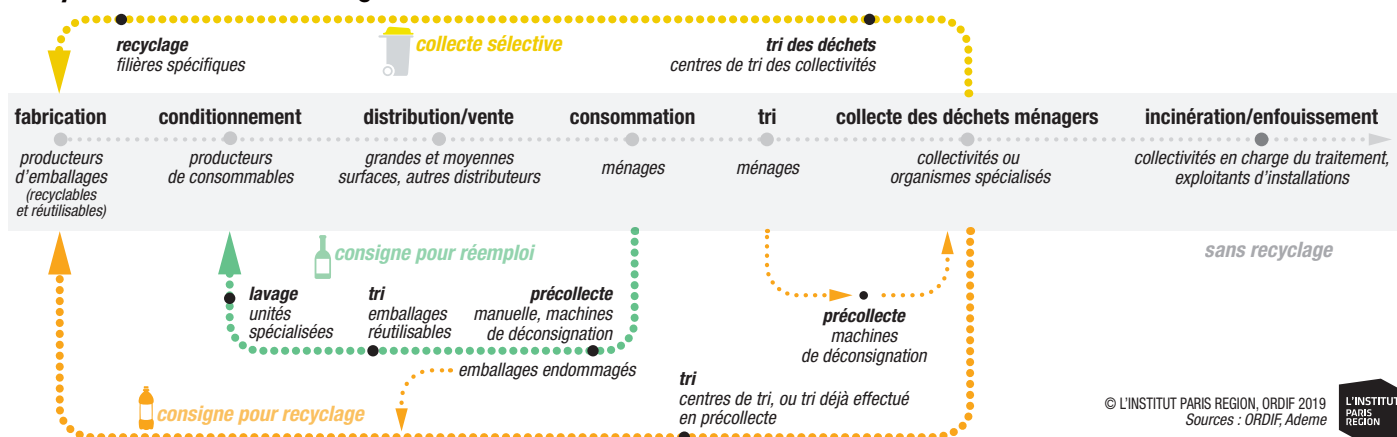 recyclage
filières spécifiques
collecte sélective
tri des déchets
centres de tri des collectivités
fabrication
producteurs
d'emballages
(recyclables
et réutilisables)
conditionnement
producteurs
de consommables
distribution/vente
grandes et moyennes
surfaces, autres distributeurs
consommation
ménages
tri
ménages
collecte des déchets ménagers
collectivités ou
organismes spécialisés
incinération/enfouissement
collectivités en charge du traitement,
exploitants d'installations
consigne pour réemploi
sans recyclage
lavage
unités
spécialisées
tri
emballages
réutilisables
précollecte
manuelle, machines
de déconsignation
précollecte
machines
de déconsignation
emballages endommagés
tri
centres de tri, ou tri déjà effectué
en précollecte
consigne pour recyclage
© L'INSTITUT PARIS REGION, ORDIF 2019
Sources : ORDIF, Ademe
L'INSTITUT
PARIS
REGION